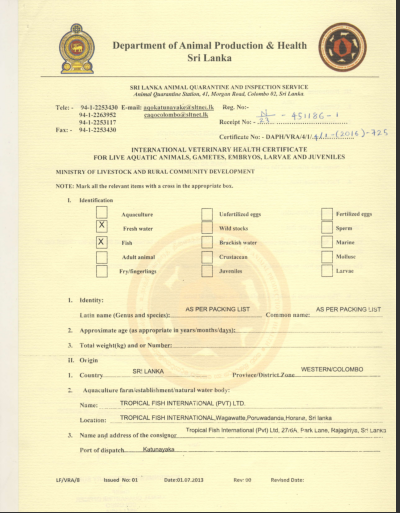 Department of Animal Production & Health
Sri Lanka
SRI LANKA ANIMAL QUARANTINE AND INSPECTION SERVICE
Animal Quarantine Station, 41, Morgan Road, Colombo 02, Sri Lanka
Tele: - 94-1-2253430 E-mail: aqokatunayake@sltnet.lk Reg. No:-
94-1-2263952 caqocolombo@sltnet.lk
94-1-2253117 Receipt No: - 451186-1
Fax: - 94-1-2253430
Certificate No: - DAPH/VRA/4/1/ (2016)-725
INTERNATIONAL VETERINARY HEALTH CERTIFICATE
FOR LIVE AQUATIC ANIMALS, GAMETES, EMBRYOS, LARVAE AND JUVENILES
MINISTRY OF LIVESTOCK AND RURAL COMMUNITY DEVELOPMENT
NOTE: Mark all the relevant items with a cross in the appropriate box.
I. Identification
Aquaculture Unfertilized eggs Fertilized eggs
X Fresh water Wild stocks Sperm
X Fish Brackish water Marine
Adult animal Crustacean Mollusc
Fry/fingerlings Juveniles Larvae
1. Identity:
Latin name (Genus and species): AS PER PACKING LIST Common name: AS PER PACKING LIST
2. Approximate age (as appropriate in years/months/days):
3. Total weight(kg) and or Number:
II. Origin
1. Country SRI LANKA Province/District/Zone WESTERN/COLOMBO
2. Aquaculture farm/establishment/natural water body:
Name: TROPICAL FISH INTERNATIONAL (PVT) LTD.
Location: TROPICAL FISH INTERNATIONAL,Wagawatte,Poruwadanda,Horana, Sri lanka
3. Name and address of the consignor Tropical Fish International (Pvt) Ltd, Park Lane, Rajagiriya, Sri Lanka
Port of dispatch Katunayaka
LF/VRA/8 Issued No: 01 Date:01.07.2013 Rev: 00 Revised Date: